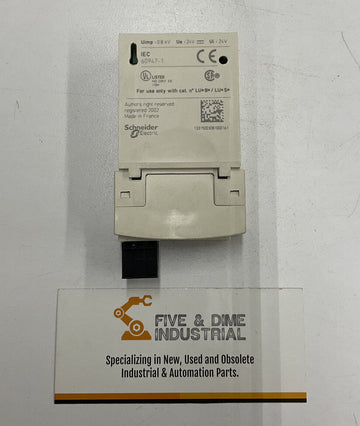 Uimp : 0.8 kV Ue : 24V Ui : 24V
IEC
60947-1
UL LISTED
For use only with cat. n° LU•B• / LU•S•
Authors right reserved
registered 2002
Made in France
Schneider
Electric
FIVE & DIME
INDUSTRIAL
Specializing in New, Used and Obsolete
Industrial & Automation Parts.